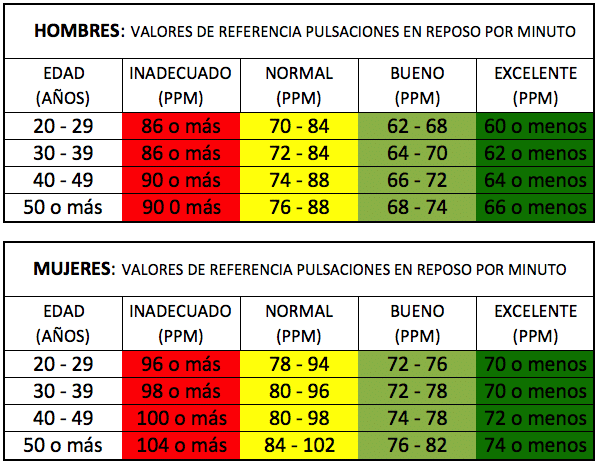 HOMBRES: VALORES DE REFERENCIA PULSACIONES EN REPOSO POR MINUTO
EDAD INADECUADO NORMAL BUENO EXCELENTE
(AÑOS) (PPM) (PPM) (PPM) (PPM)
20 - 29 86 o más 70 - 84 62 - 68 60 o menos
30 - 39 86 o más 72 - 84 64 - 70 62 o menos
40 - 49 90 o más 74 - 88 66 - 72 64 o menos
50 o más 90 0 más 76 - 88 68 - 74 66 o menos
MUJERES: VALORES DE REFERENCIA PULSACIONES EN REPOSO POR MINUTO
EDAD INADECUADO NORMAL BUENO EXCELENTE
(AÑOS) (PPM) (PPM) (PPM) (PPM)
20 - 29 96 o más 78 - 94 72 - 76 70 o menos
30 - 39 98 o más 80 - 96 72 - 78 70 o menos
40 - 49 100 o más 80 - 98 74 - 78 72 o menos
50 o más 104 o más 84 - 102 76 - 82 74 o menos